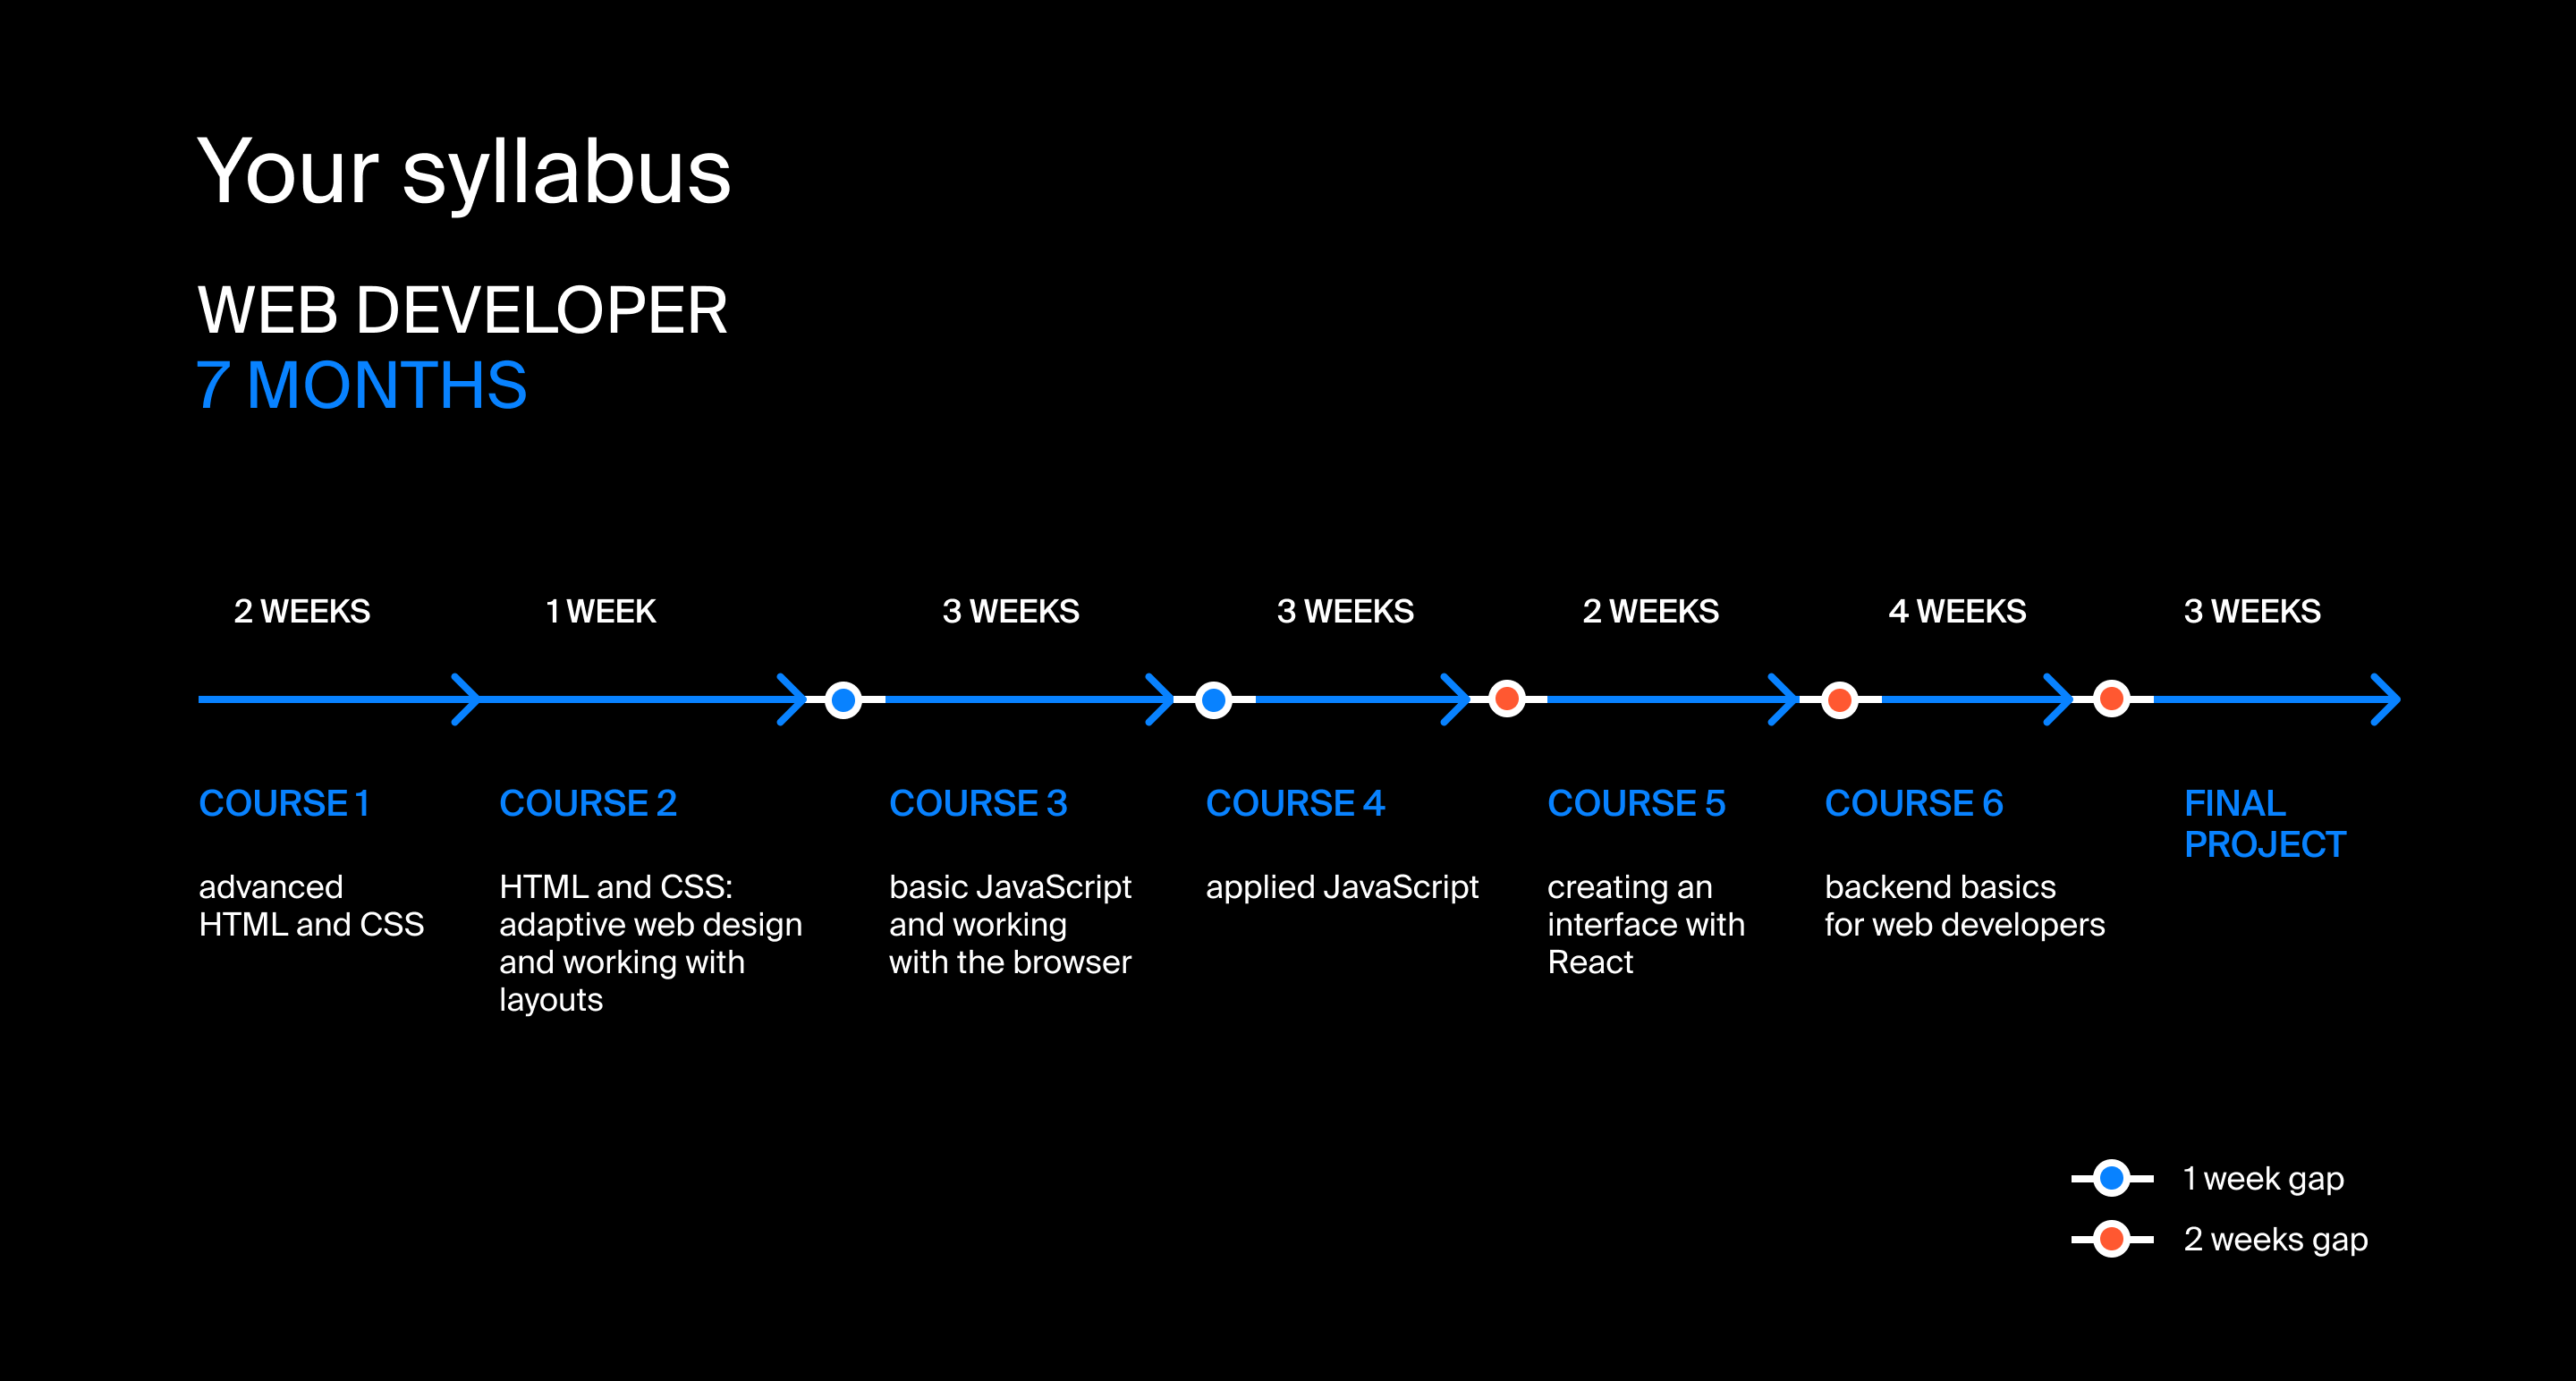 Your syllabus
WEB DEVELOPER
7 MONTHS
2 WEEKS
1 WEEK
3 WEEKS
3 WEEKS
2 WEEKS
4 WEEKS
3 WEEKS
COURSE 1
advanced
HTML and CSS
COURSE 2
HTML and CSS:
adaptive web design
and working with
layouts
COURSE 3
basic JavaScript
and working
with the browser
COURSE 4
applied JavaScript
COURSE 5
creating an
interface with
React
COURSE 6
backend basics
for web developers
FINAL
PROJECT
1 week gap
2 weeks gap